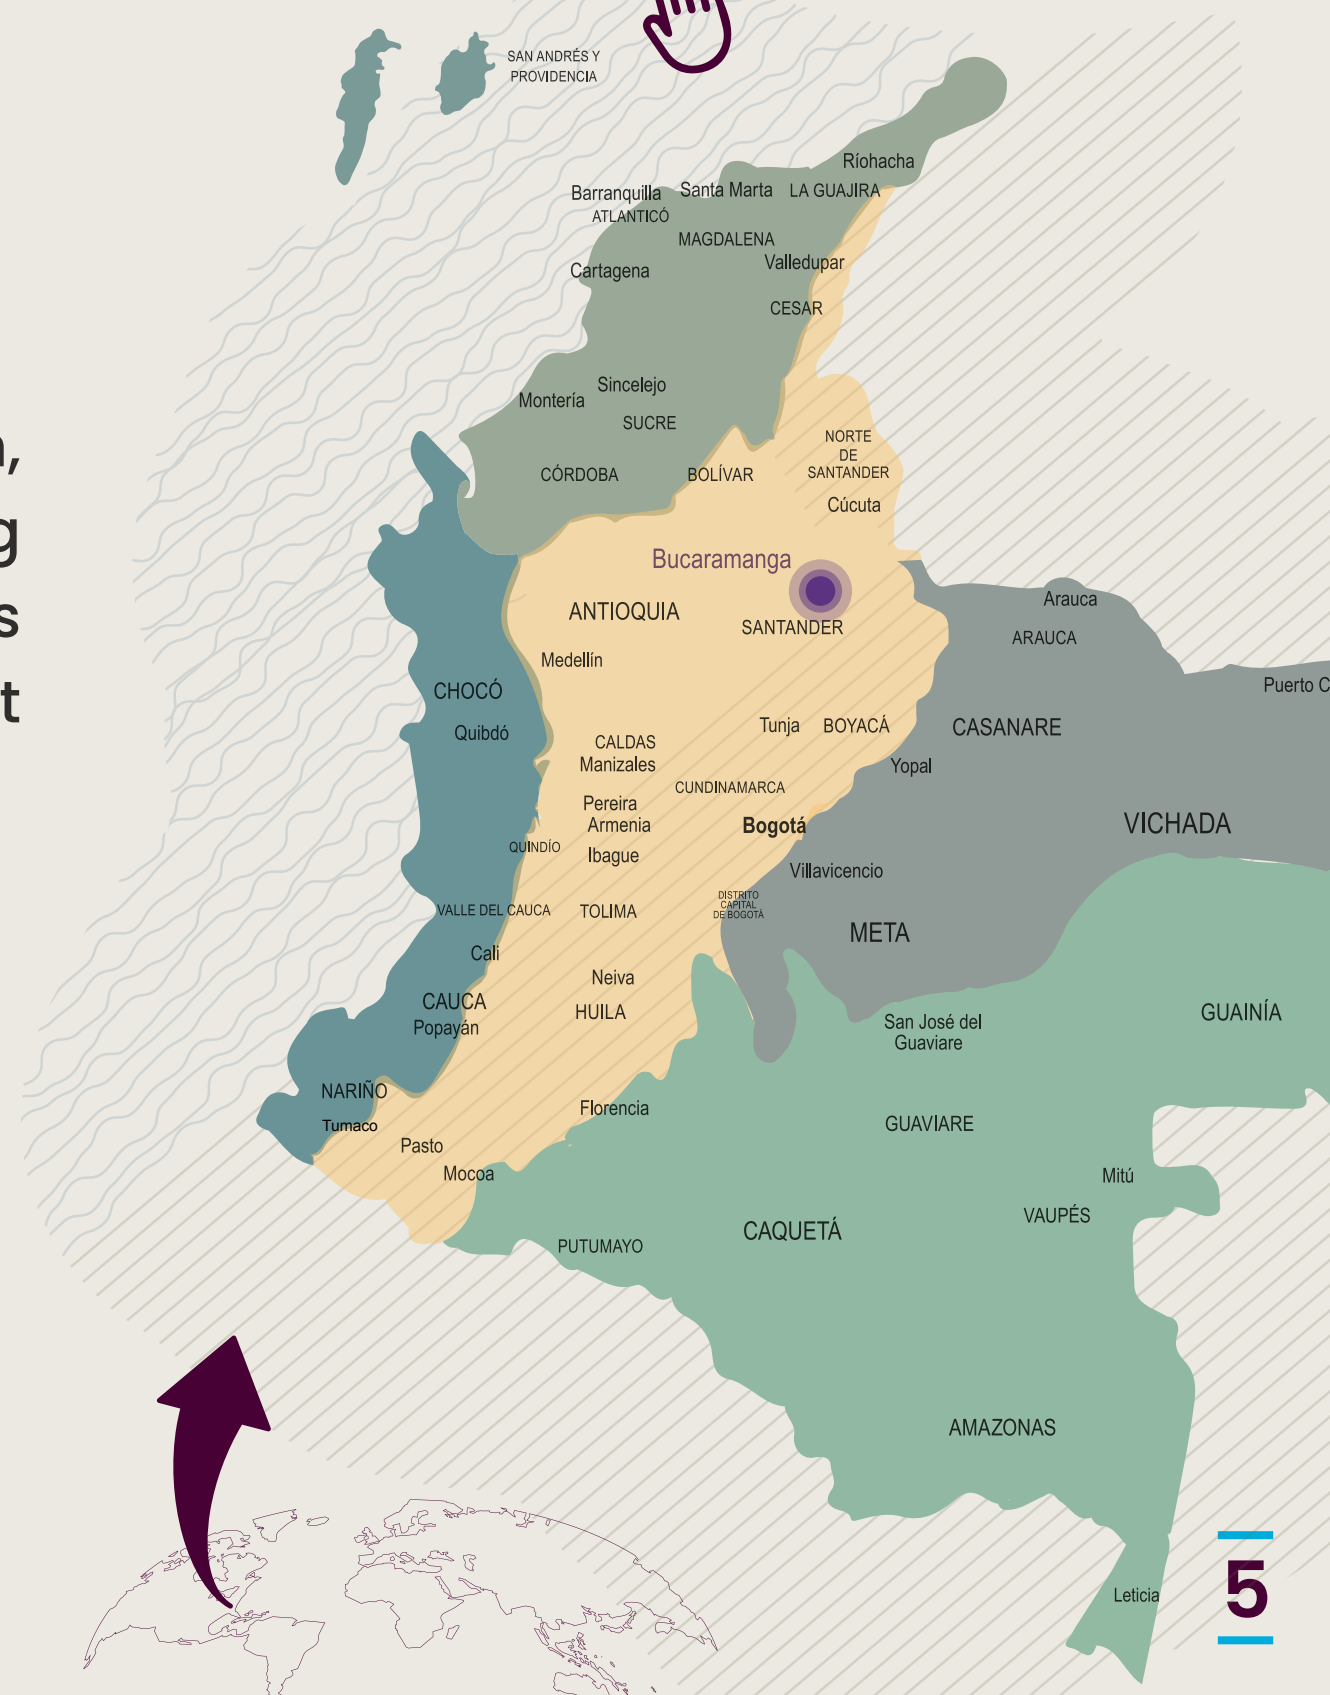 SAN ANDRÉS Y
PROVIDENCIA
Ríohacha
Barranquilla
Santa Marta
LA GUAJIRA
ATLANTICÓ
MAGDALENA
Valledupar
Cartagena
CESAR
Sincelejo
Montería
SUCRE
NORTE
DE
SANTANDER
CÓRDOBA
BOLÍVAR
Cúcuta
Bucaramanga
ANTIOQUIA
SANTANDER
Arauca
ARAUCA
Medellín
CHOCÓ
Quibdó
Puerto C
Tunja
BOYACÁ
CASANARE
CALDAS
Manizales
Yopal
CUNDINAMARCA
Pereira
Armenia
Bogotá
VICHADA
QUINDÍO
Ibague
Villavicencio
DISTRITO
CAPITAL
DE BOGOTÁ
VALLE DEL CAUCA
TOLIMA
META
Cali
Neiva
CAUCA
HUILA
Popayán
San José del
Guaviare
GUAINÍA
NARIÑO
Tumaco
Florencia
GUAVIARE
Pasto
Mocoa
Mitú
VAUPÉS
CAQUETÁ
PUTUMAYO
AMAZONAS
Leticia
5
,
g
s
t